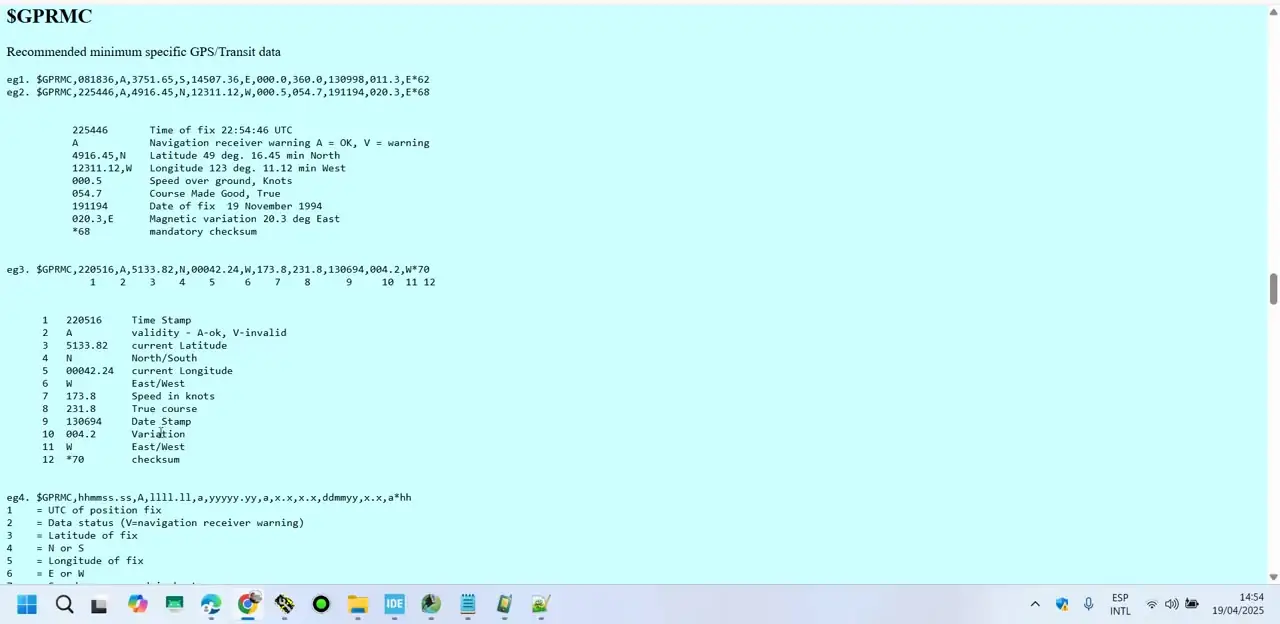 $GPRMC
Recommended minimum specific GPS/Transit data
eg1. $GPRMC,081836,A,3751.65,S,14507.36,E,000.0,360.0,130998,011.3,E*62
eg2. $GPRMC,225446,A,4916.45,N,12311.12,W,000.5,054.7,191194,020.3,E*68
225446 Time of fix 22:54:46 UTC
A Navigation receiver warning A = OK, V = warning
4916.45,N Latitude 49 deg. 16.45 min North
12311.12,W Longitude 123 deg. 11.12 min West
000.5 Speed over ground, Knots
054.7 Course Made Good, True
191194 Date of fix 19 November 1994
020.3,E Magnetic variation 20.3 deg East
*68 mandatory checksum
eg3. $GPRMC,220516,A,5133.82,N,00042.24,W,173.8,231.8,130694,004.2,W*70
1 2 3 4 5 6 7 8 9 10 11 12
1 220516 Time Stamp
2 A validity - A-ok, V-invalid
3 5133.82 current Latitude
4 N North/South
5 00042.24 current Longitude
6 W East/West
7 173.8 Speed in knots
8 231.8 True course
9 130694 Date Stamp
10 004.2 Variation
11 W East/West
12 *70 checksum
eg4. $GPRMC,hhmmss.ss,A,llll.ll,a,yyyyy.yy,a,x.x,x.x,ddmmyy,x.x,a*hh
1 = UTC of position fix
2 = Data status (V=navigation receiver warning)
3 = Latitude of fix
4 = N or S
5 = Longitude of fix
6 = E or W
IDE
ESP
INTL
14:54
19/04/2025